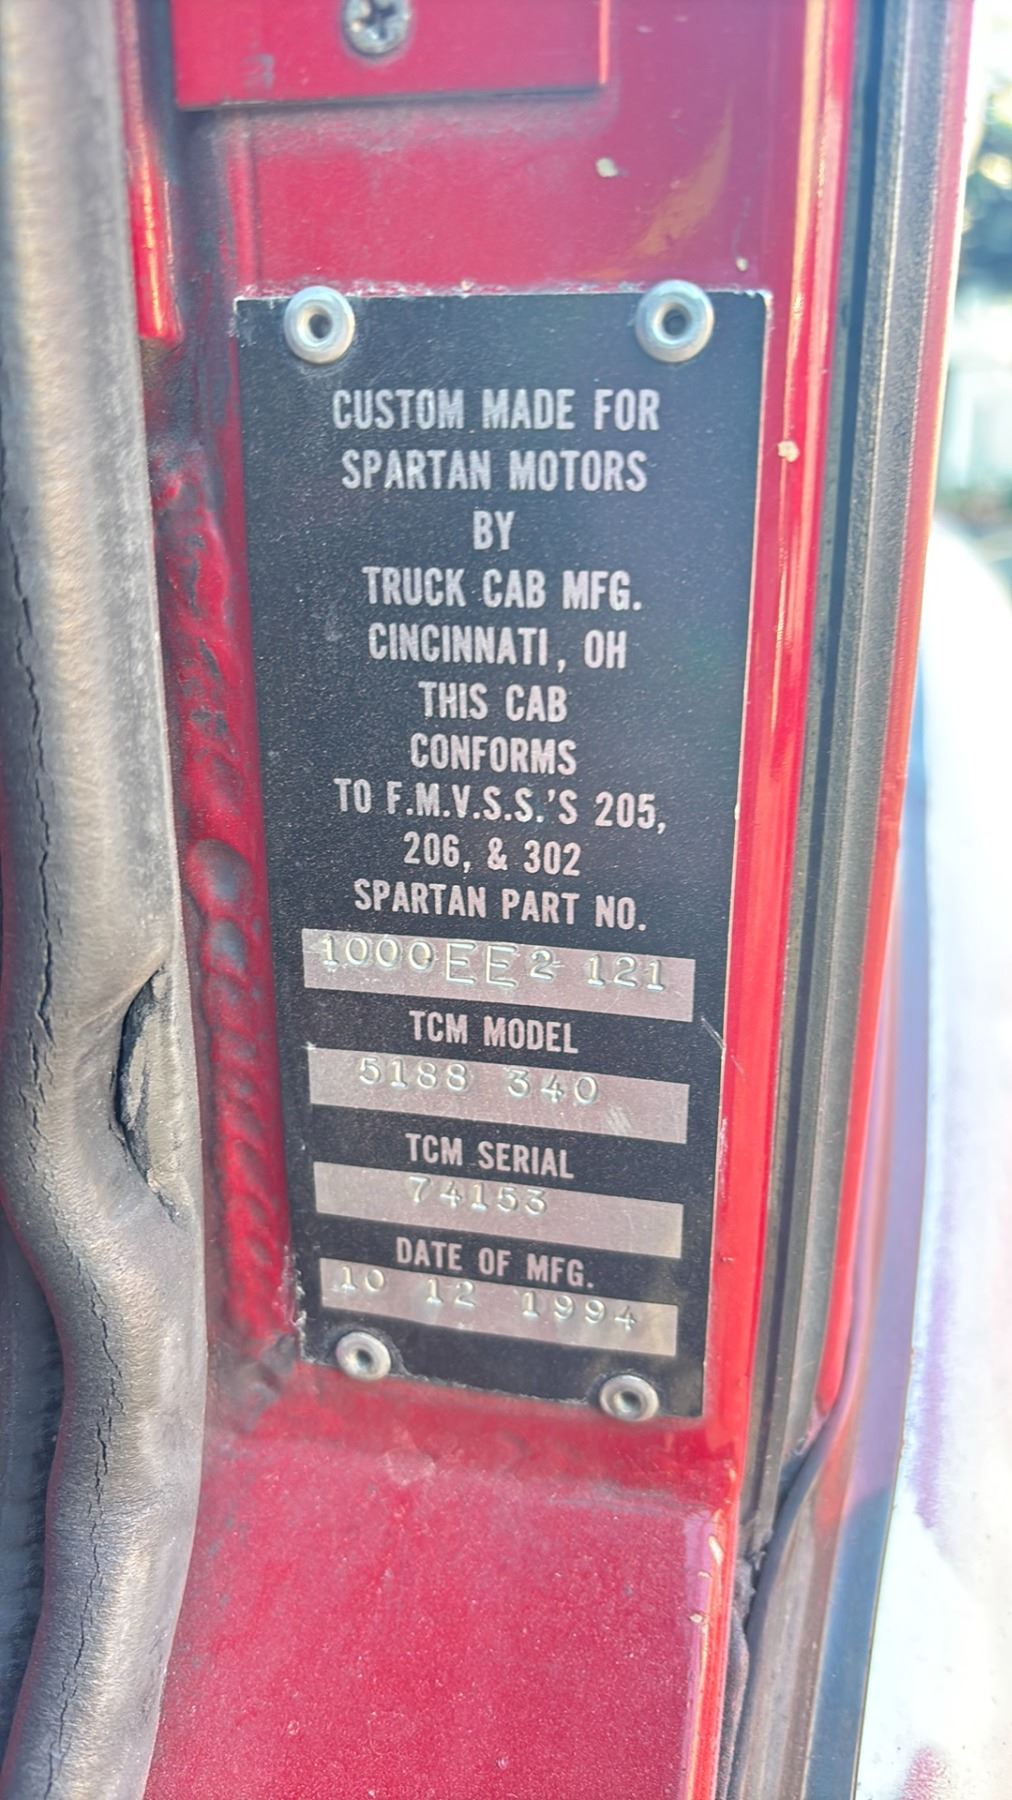 CUSTOM MADE FOR
SPARTAN MOTORS
BY
TRUCK CAB MFG.
CINCINNATI, OH
THIS CAB
CONFORMS
TO F.M.V.S.S.'S 205,
206, & 302
SPARTAN PART NO.
1000EE2 121
TCM MODEL
5188 340
TCM SERIAL
74153
DATE OF MFG.
10 12 1994